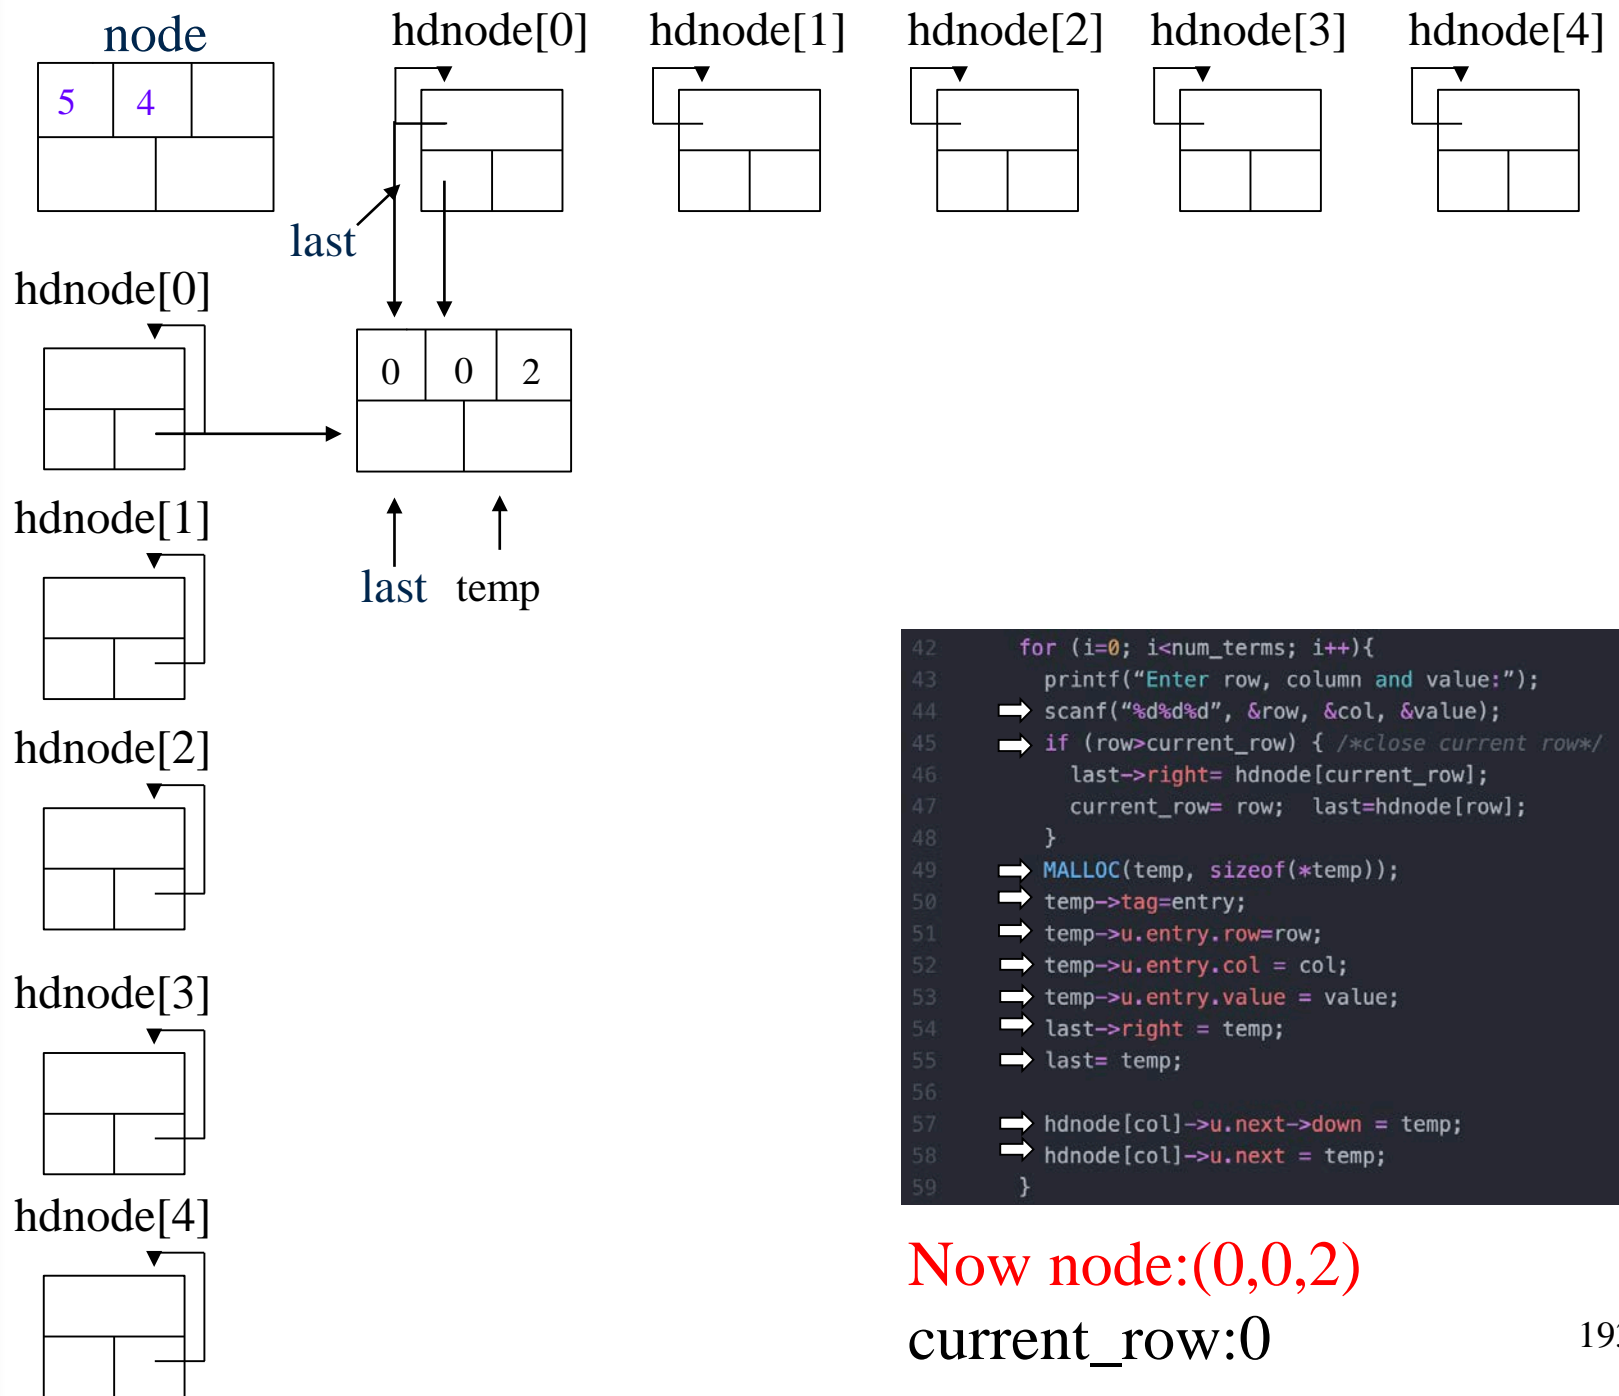 node
hdnode[0]
hdnode[1]
hdnode[2]
hdnode[3]
hdnode[4]
5 4
last
hdnode[0]
0 0 2
hdnode[1]
last temp
hdnode[2]
hdnode[3]
hdnode[4]
42 for (i=0; i<num_terms; i++){
43 printf(“Enter row, column and value:”);
44 scanf(“%d%d%d”, &row, &col, &value);
45 if (row>current_row) { /*close current row*/
46 last->right= hdnode[current_row];
47 current_row= row; last=hdnode[row];
48 }
49 MALLOC(temp, sizeof(*temp));
50 temp->tag=entry;
51 temp->u.entry.row=row;
52 temp->u.entry.col = col;
53 temp->u.entry.value = value;
54 last->right = temp;
55 last= temp;
56
57 hdnode[col]->u.next->down = temp;
58 hdnode[col]->u.next = temp;
59 }
Now node:(0,0,2)
current_row:0